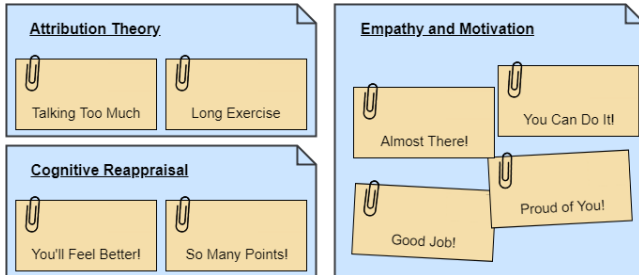 Attribution Theory
Talking Too Much
Long Exercise
Cognitive Reappraisal
You'll Feel Better!
So Many Points!
Empathy and Motivation
Almost There!
You Can Do It!
Good Job!
Proud of You!